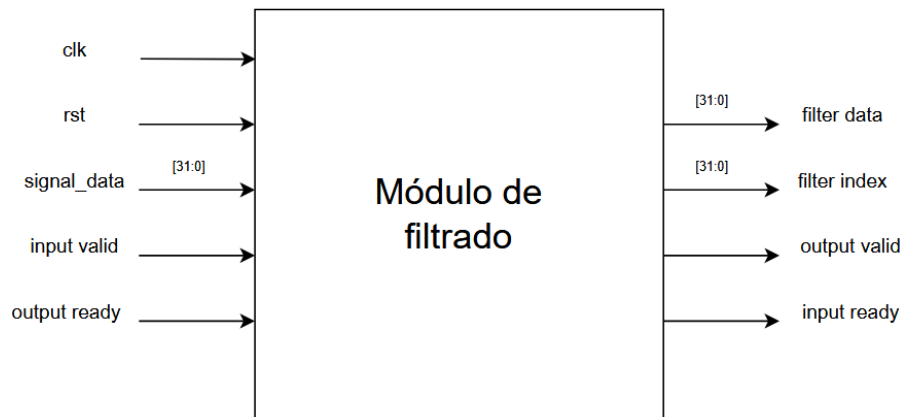 clk
rst
signal_data
[31:0]
input valid
output ready
Módulo de
filtrado
[31:0]
filter data
[31:0]
filter index
output valid
input ready